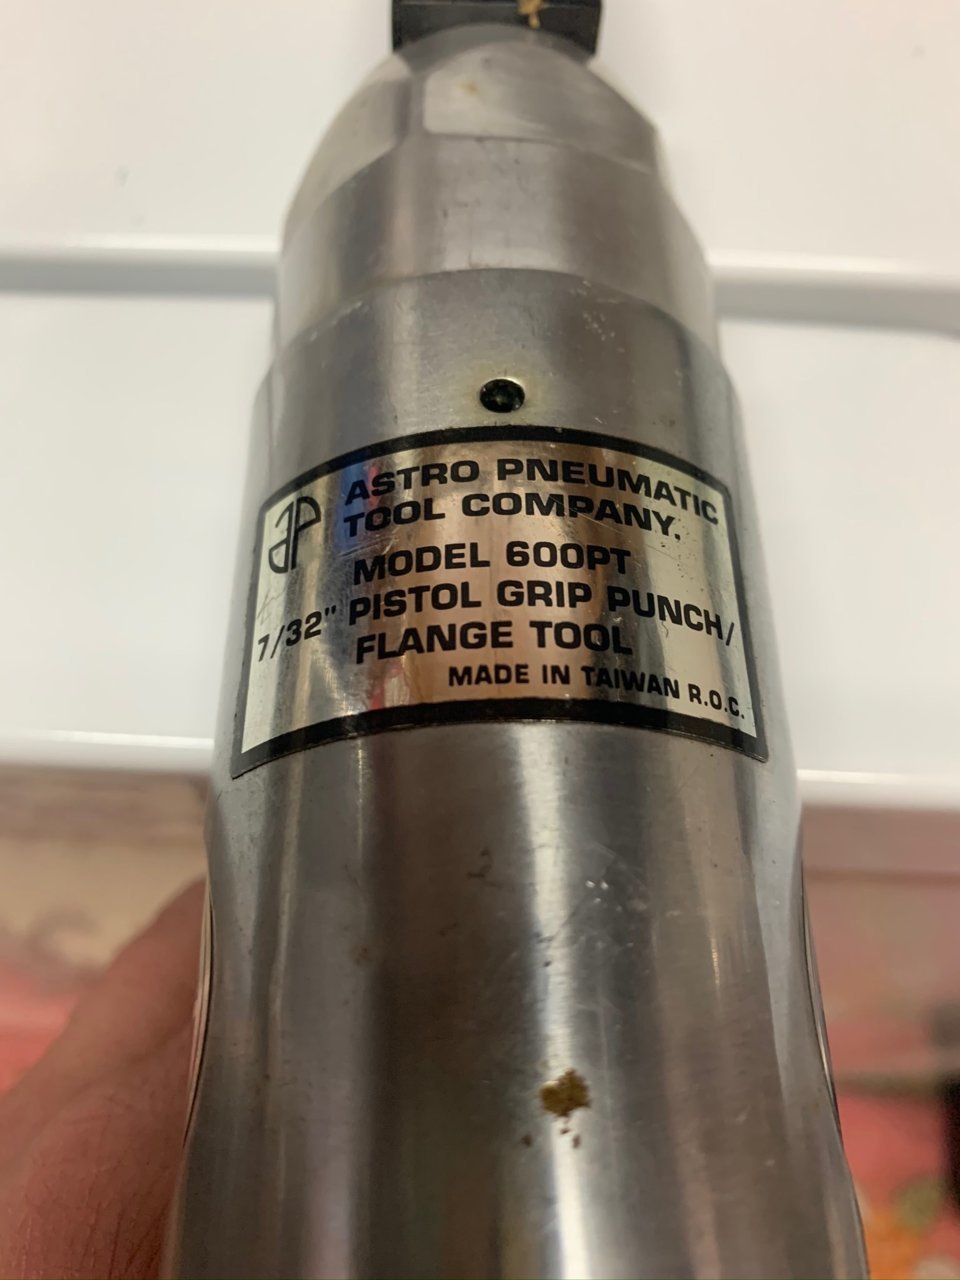 ap
ASTRO PNEUMATIC
TOOL COMPANY.
MODEL 600PT
7/32" PISTOL GRIP PUNCH/
FLANGE TOOL
MADE IN TAIWAN R.O.C.